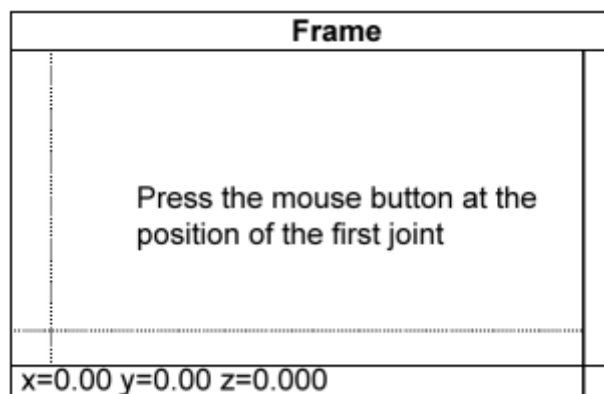 Frame
Press the mouse button at the
position of the first joint
x=0.00 y=0.00 z=0.000